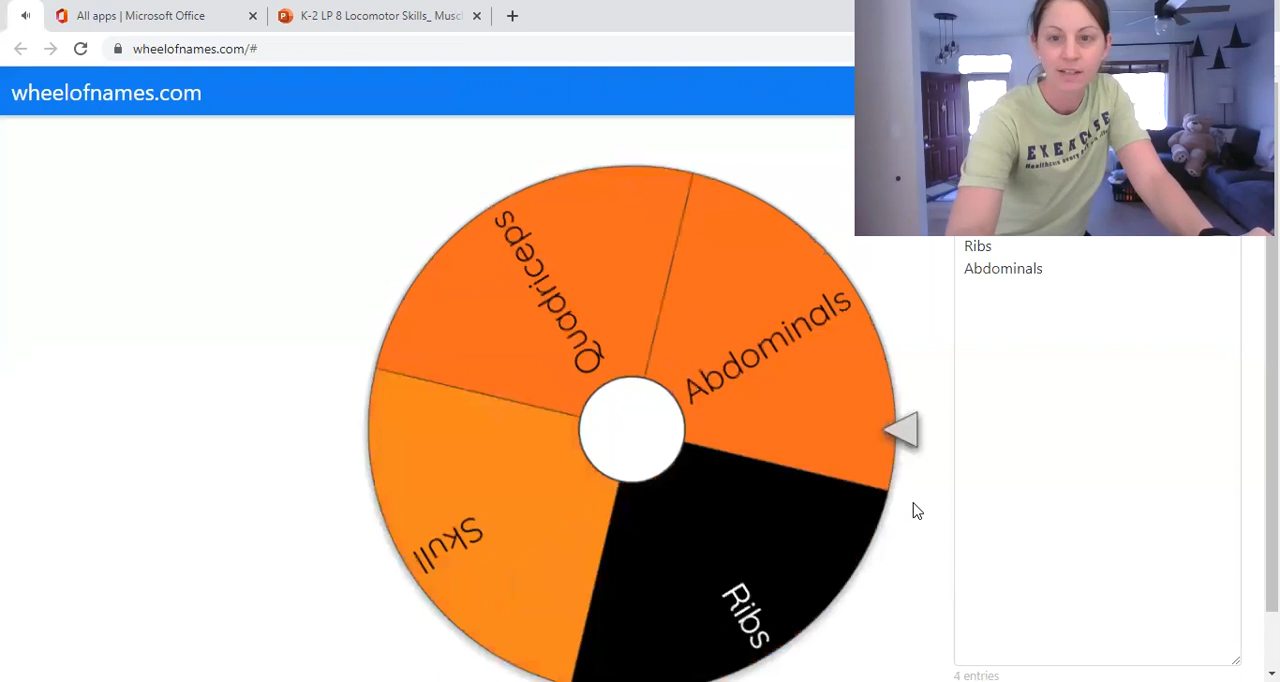 All apps | Microsoft Office
K-2 LP 8 Locomotor Skills_ Musc
wheelofnames.com/#
wheelofnames.com
EXERCISE
Quadriceps
Abdominals
Skull
Ribs
Ribs
Abdominals
4 entries